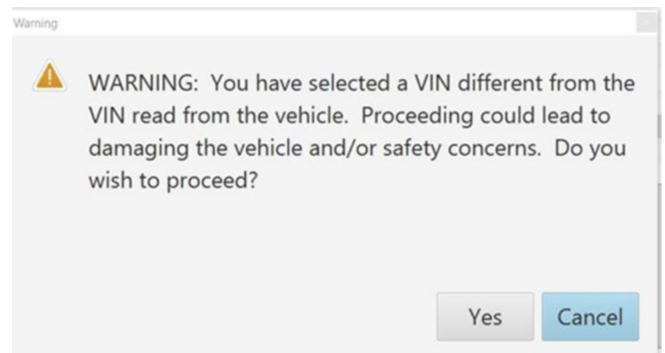 Warning
WARNING: You have selected a VIN different from the
VIN read from the vehicle. Proceeding could lead to
damaging the vehicle and/or safety concerns. Do you
wish to proceed?
Yes
Cancel